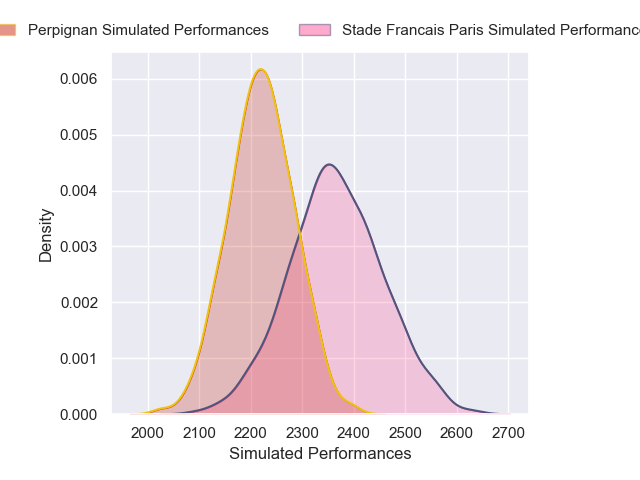 Perpignan Simulated Performances Stade Francais Paris Simulated Performanc
0.006
0.005
0.004
0.003
0.002
0.001
0.000
Density
2000 2100 2200 2300 2400 2500 2600 2700
Simulated Performances